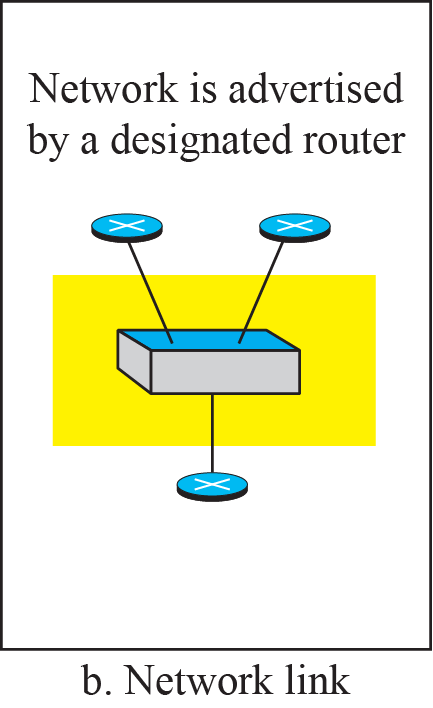 Network is advertised
by a designated router
b. Network link